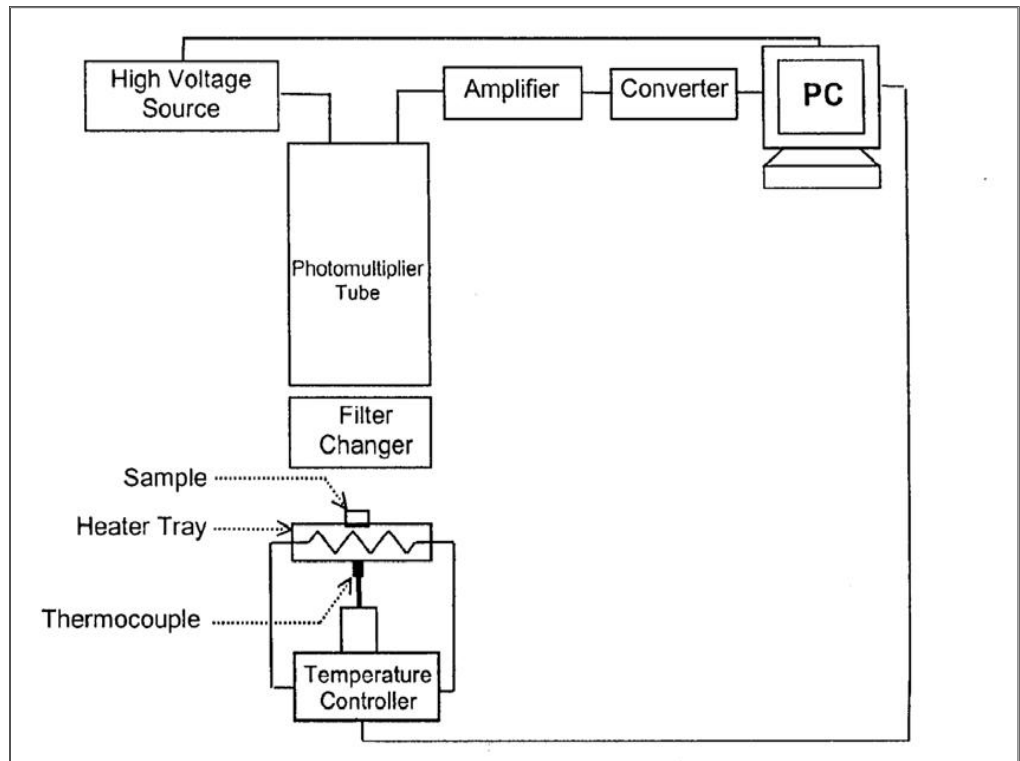 High Voltage
Source
Amplifier
Converter
PC
Photomultiplier
Tube
Filter
Changer
Sample
Heater Tray
Thermocouple
Temperature
Controller